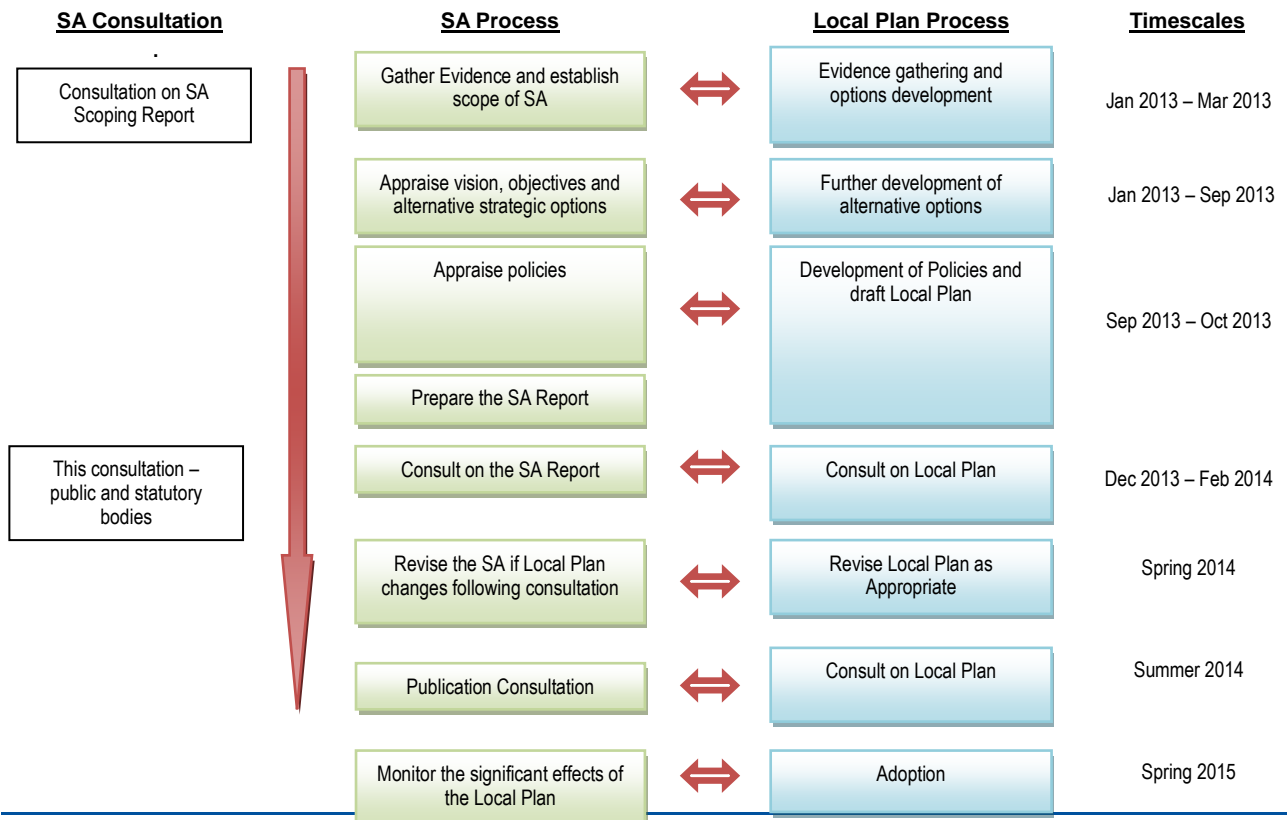 SA Consultation
SA Process
Local Plan Process
Timescales
.
Consultation on SA
Scoping Report
Gather Evidence and establish
scope of SA
Evidence gathering and
options development
Jan 2013 – Mar 2013
Appraise vision, objectives and
alternative strategic options
Further development of
alternative options
Jan 2013 – Sep 2013
Appraise policies
Development of Policies and
draft Local Plan
Sep 2013 – Oct 2013
Prepare the SA Report
This consultation –
public and statutory
bodies
Consult on the SA Report
Consult on Local Plan
Dec 2013 – Feb 2014
Revise the SA if Local Plan
changes following consultation
Revise Local Plan as
Appropriate
Spring 2014
Publication Consultation
Consult on Local Plan
Summer 2014
Monitor the significant effects of
the Local Plan
Adoption
Spring 2015